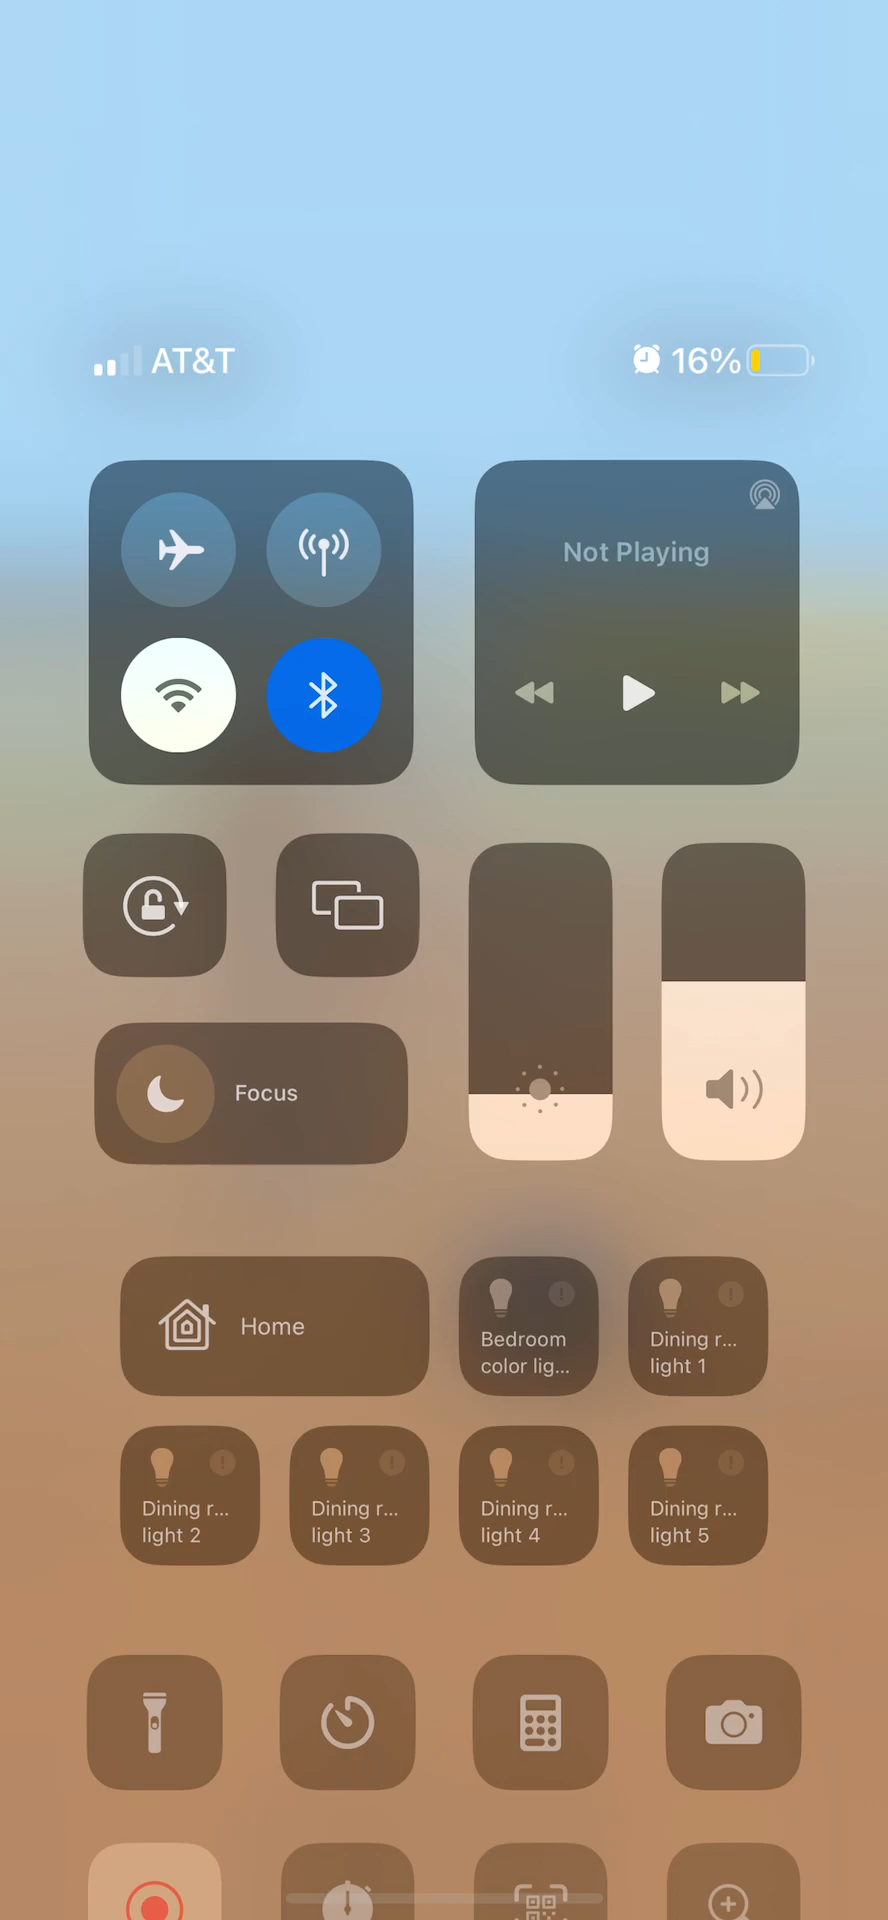 AT&T 16%
Not Playing
Focus
Home
Bedroom
color lig...
Dining r...
light 1
Dining r...
light 2
Dining r...
light 3
Dining r...
light 4
Dining r...
light 5